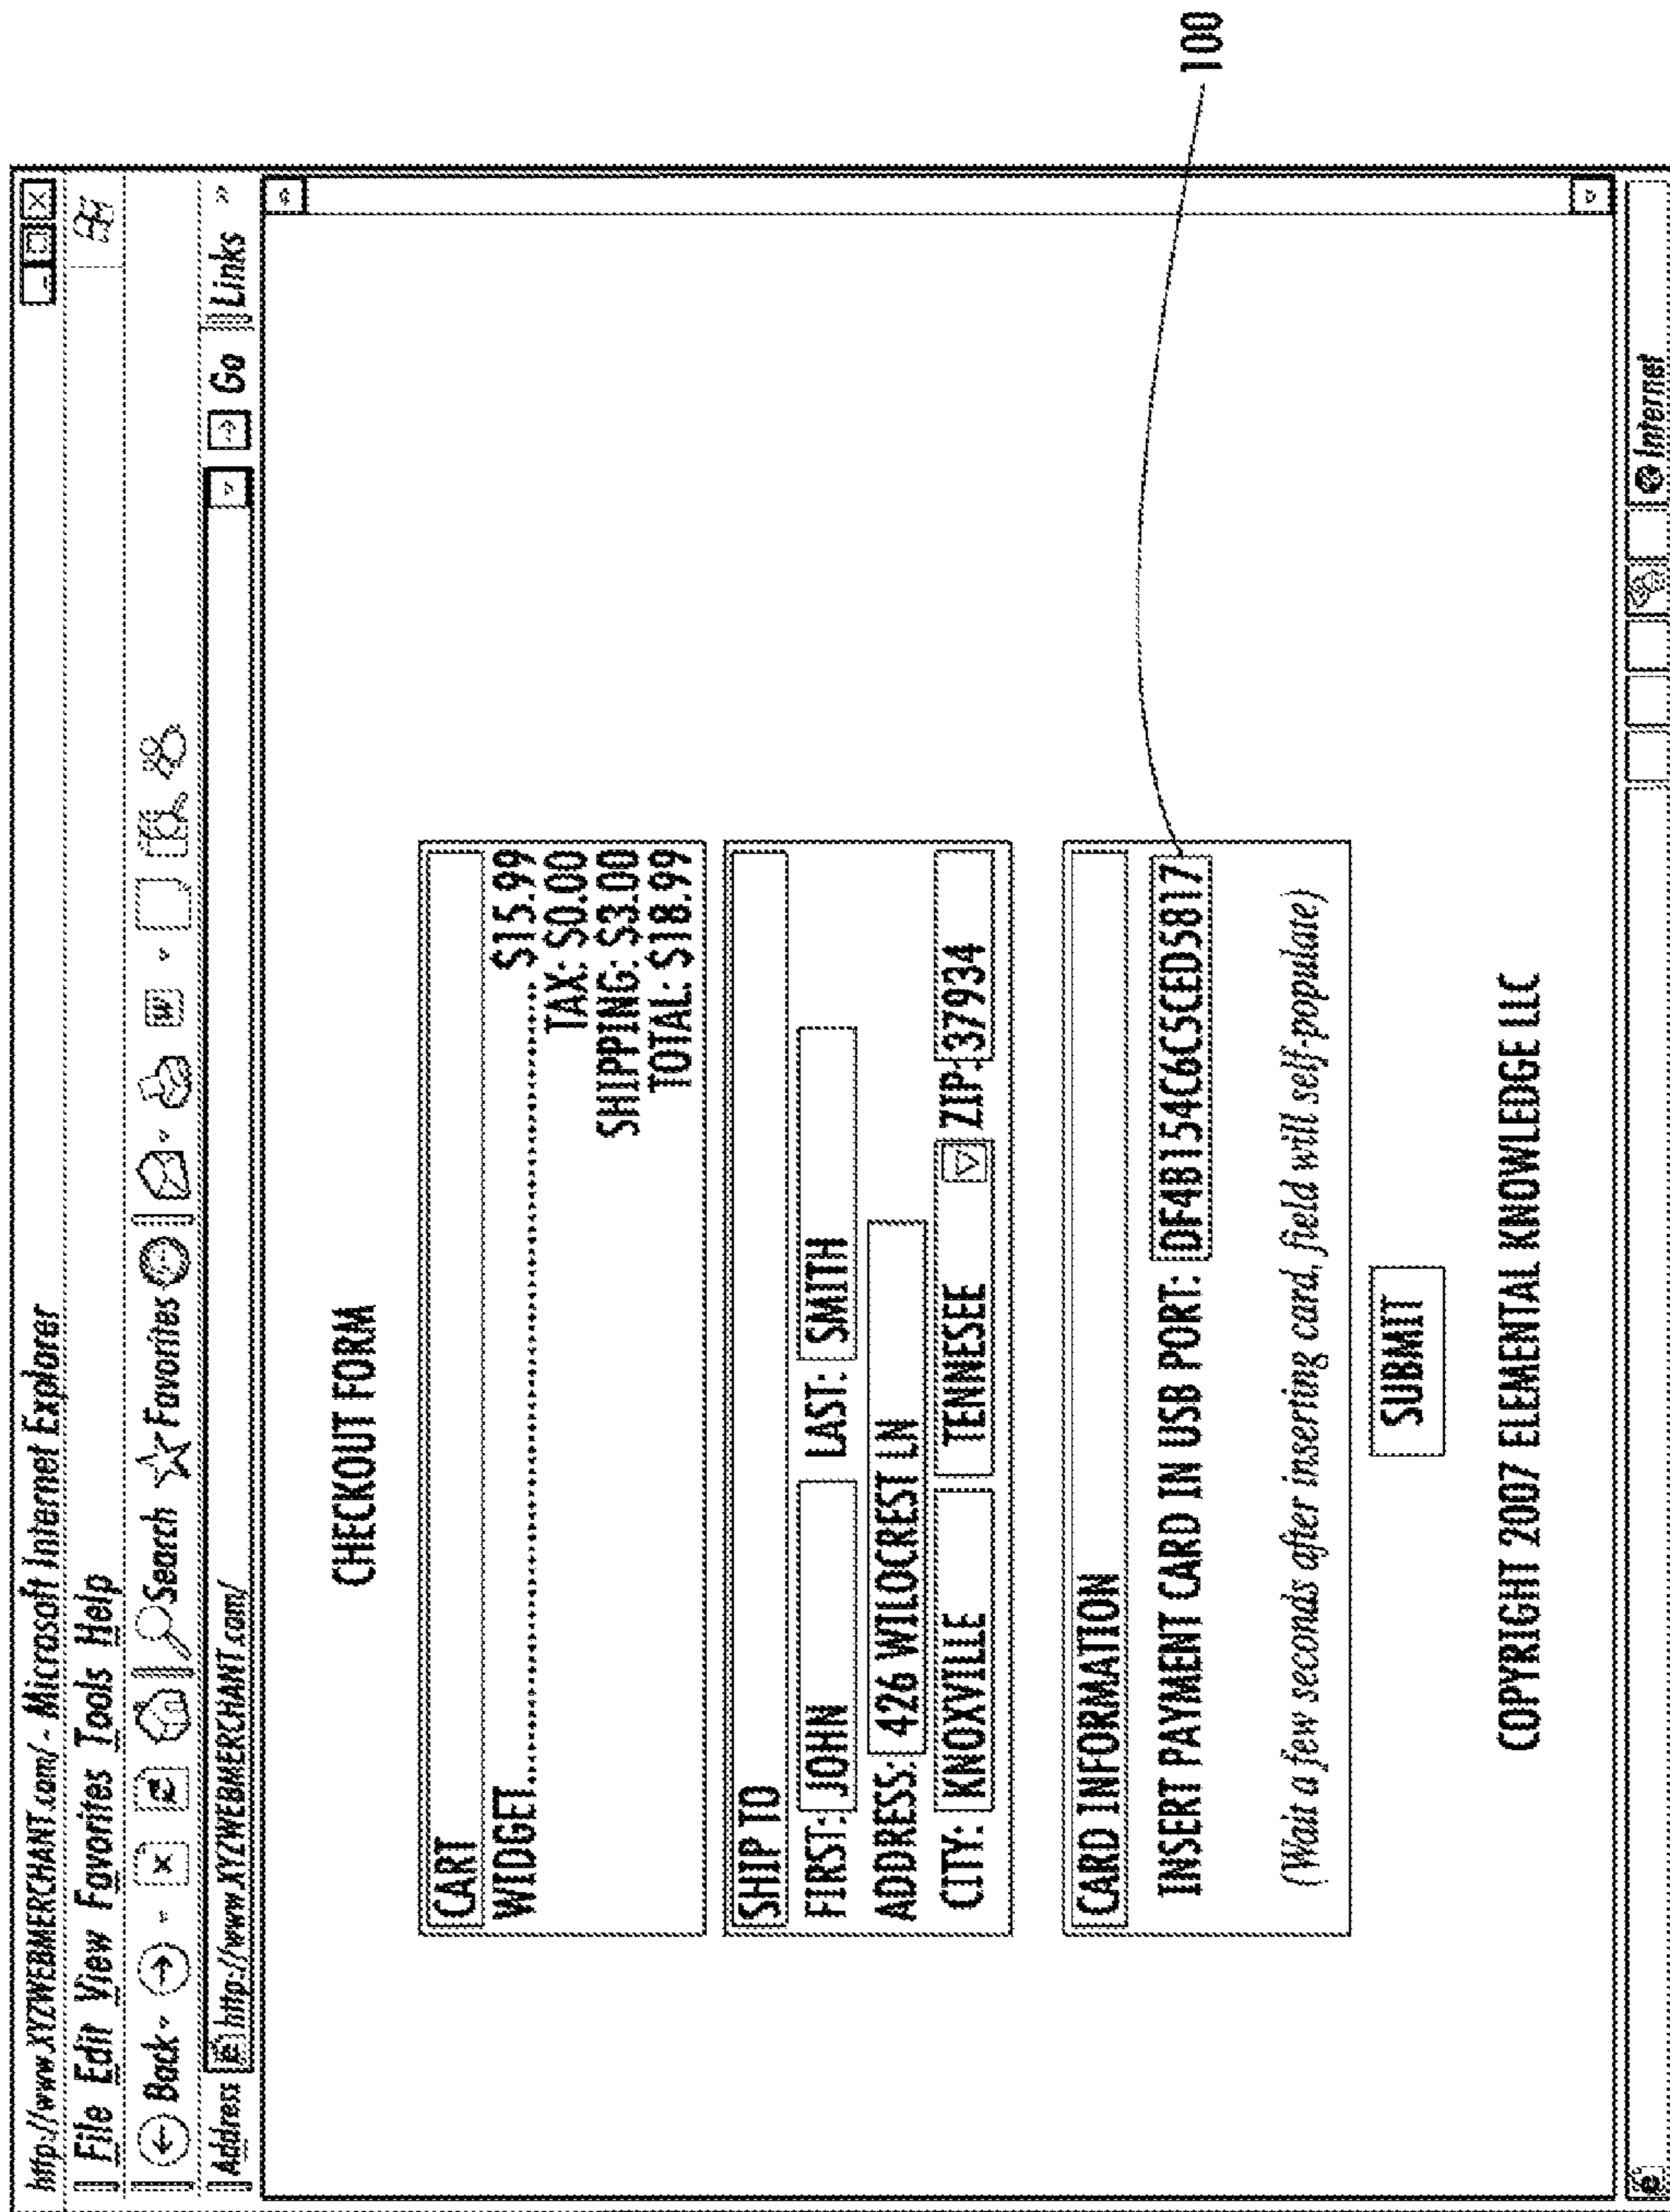 http://www.XYZWEBMERCHANT.com/ - Microsoft Internet Explorer
File Edit View Favorites Tools Help
Back Search Favorites W
Address http://www.XYZWEBMERCHANT.com/ Go Links »
CHECKOUT FORM
CART
WIDGET........................................ $15.99
TAX: $0.00
SHIPPING: $3.00
TOTAL: $18.99
SHIP TO
FIRST: JOHN LAST: SMITH
ADDRESS: 426 WILOCREST LN
CITY: KNOXVILLE TENNESEE ZIP: 37934
CARD INFORMATION
INSERT PAYMENT CARD IN USB PORT: DF4B154C6C5CED5817
100
(Wait a few seconds after insering card, field will self-populate)
SUBMIT
COPYRIGHT 2007 ELEMENTAL KNOWLEDGE LLC
Internet